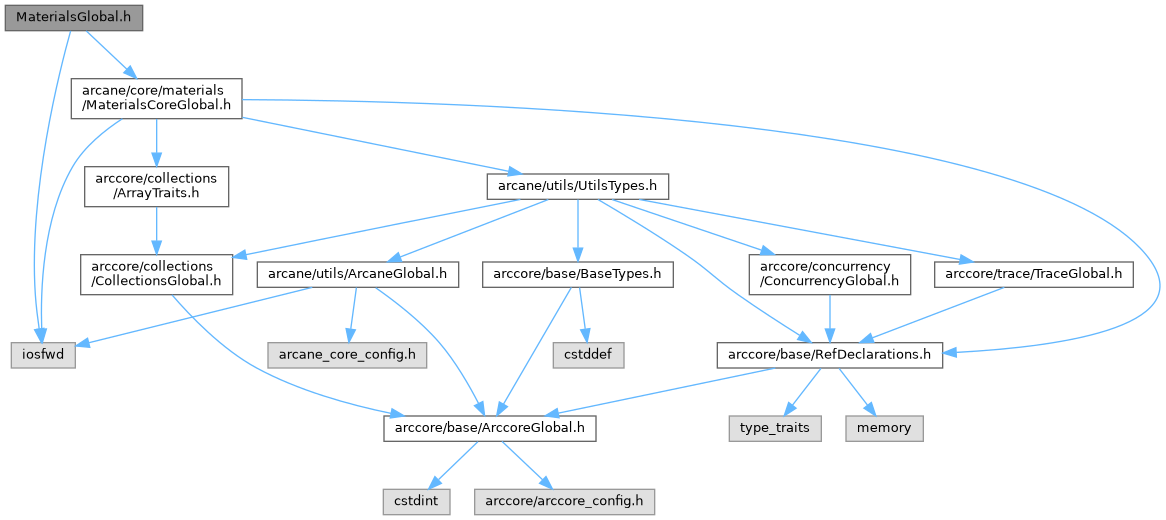 MaterialsGlobal.h
arcane/core/materials
/MaterialsCoreGlobal.h
arccore/collections
/ArrayTraits.h
arcane/utils/UtilsTypes.h
arccore/collections
/CollectionsGlobal.h
arcane/utils/ArcaneGlobal.h
arccore/base/BaseTypes.h
arccore/concurrency
/ConcurrencyGlobal.h
arccore/trace/TraceGlobal.h
iosfwd
arcane_core_config.h
cstddef
arccore/base/RefDeclarations.h
arccore/base/ArccoreGlobal.h
type_traits
memory
cstdint
arccore/arccore_config.h